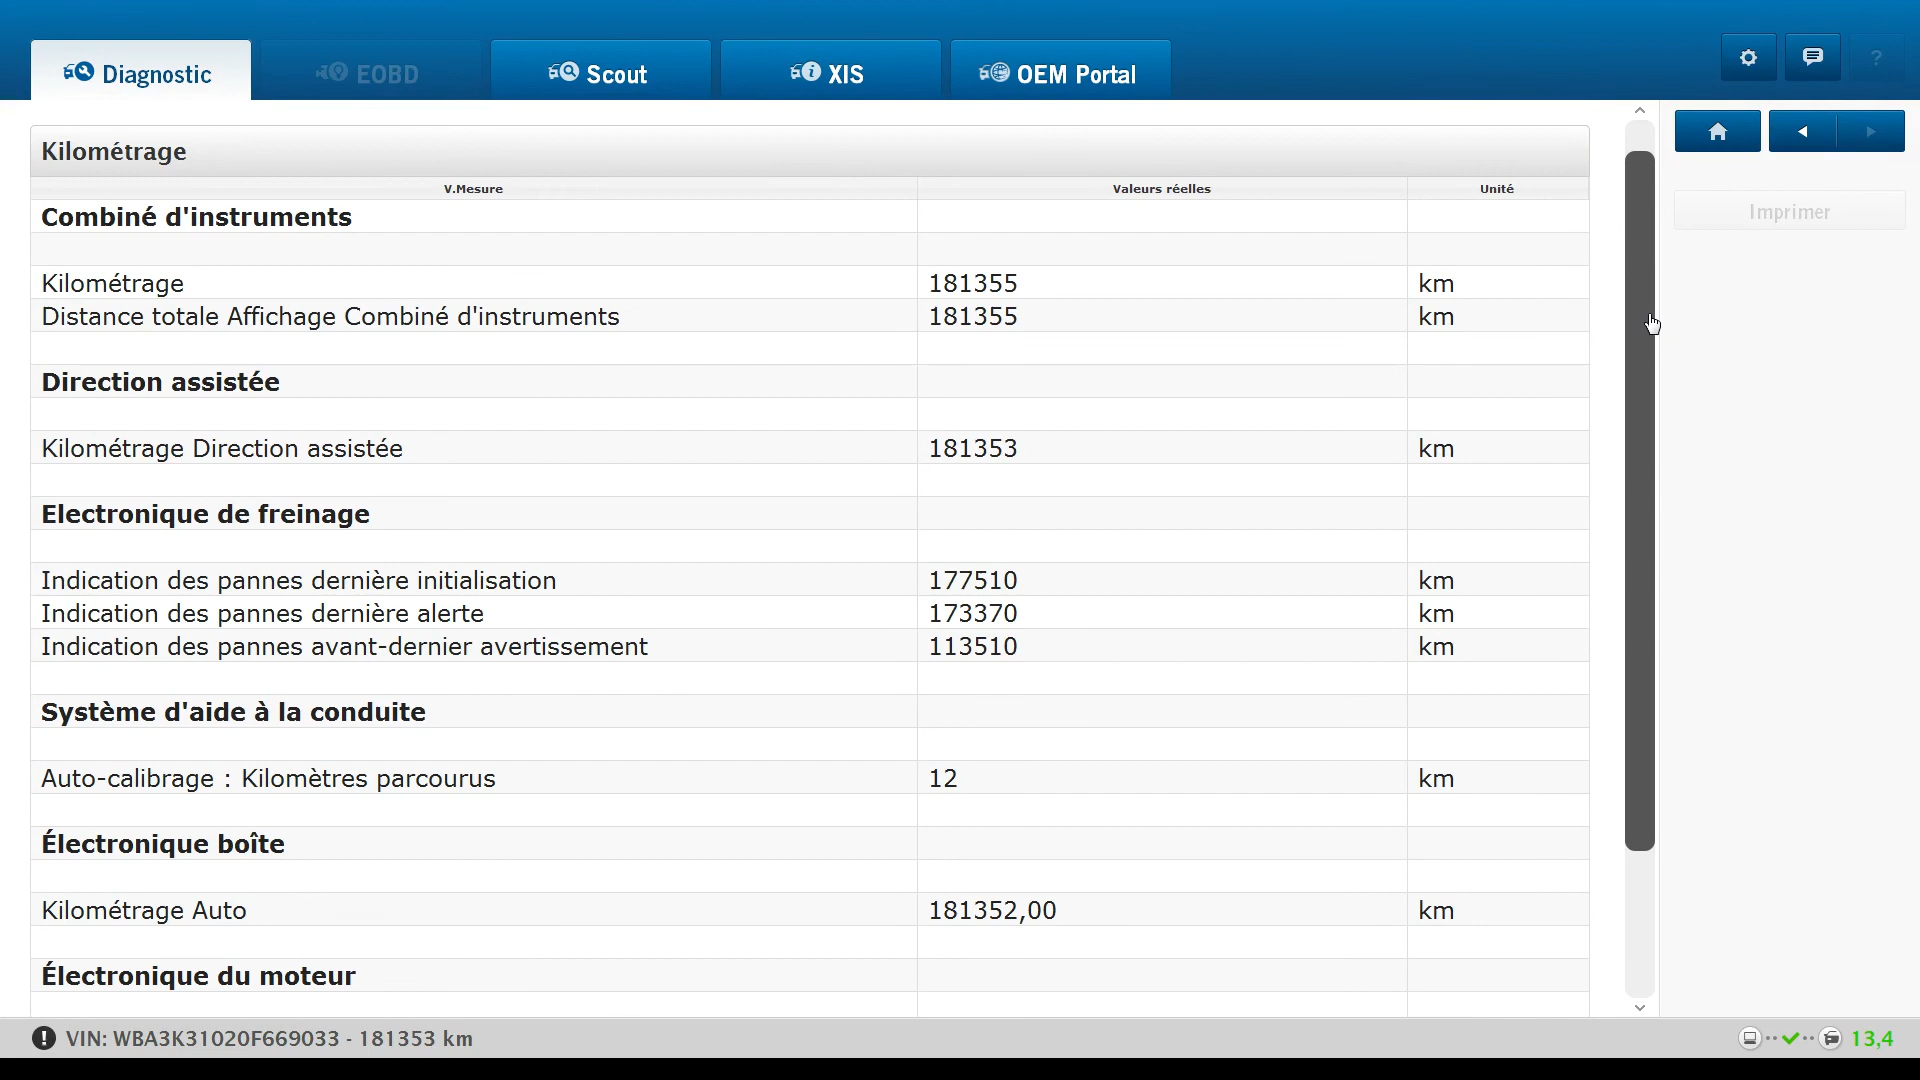 Diagnostic
EOBD
Scout
XIS
OEM Portal
?
Kilométrage
V.Mesure Valeurs réelles Unité
Combiné d'instruments
Kilométrage 181355 km
Distance totale Affichage Combiné d'instruments 181355 km
Direction assistée
Kilométrage Direction assistée 181353 km
Electronique de freinage
Indication des pannes dernière initialisation 177510 km
Indication des pannes dernière alerte 173370 km
Indication des pannes avant-dernier avertissement 113510 km
Système d'aide à la conduite
Auto-calibrage : Kilomètres parcourus 12 km
Électronique boîte
Kilométrage Auto 181352,00 km
Électronique du moteur
Imprimer
VIN: WBA3K31020F669033 - 181353 km
13,4